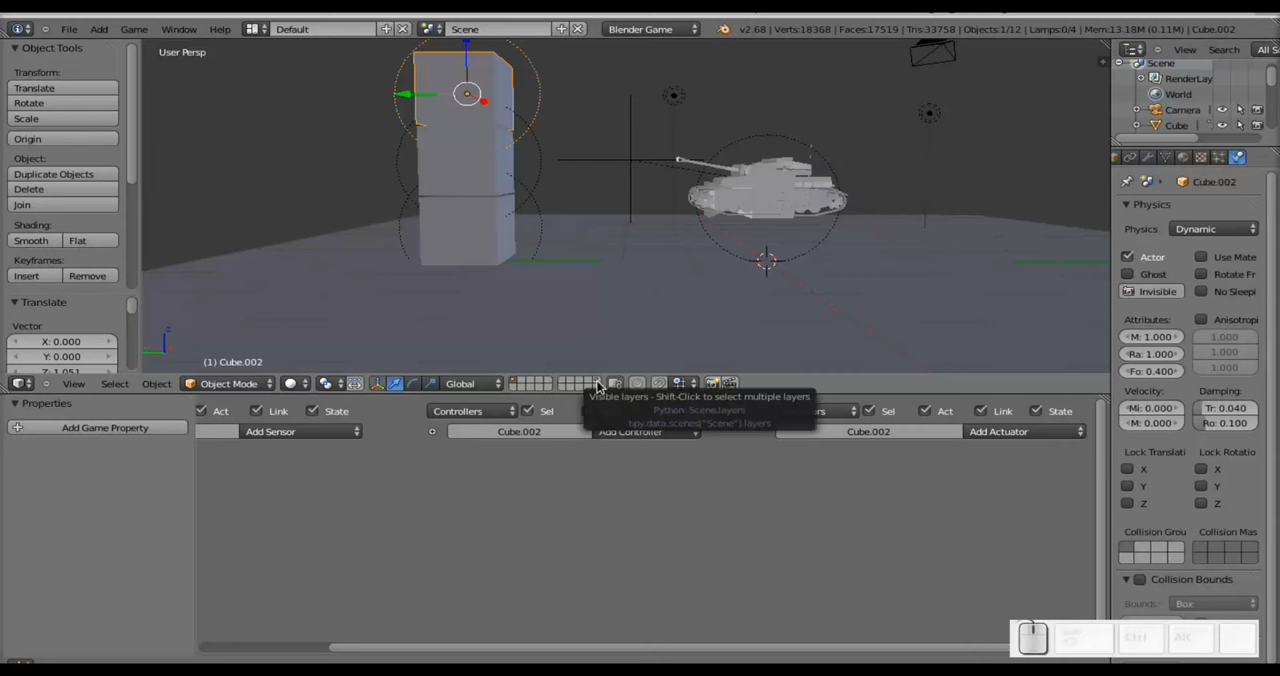 File Add Game Window Help Default Scene Blender Game v2.68 | Verts:18368 | Faces:17519 | Tris:33758 | Objects:1/12 | Lamps:0/4 | Mem:13.18M (0.11M) | Cube.002
Object Tools
Transform:
Translate
Rotate
Scale
Origin
Object:
Duplicate Objects
Delete
Join
Shading:
Smooth Flat
Keyframes:
Insert Remove
Translate
Vector
X: 0.000
Y: 0.000
Z: 1.051
User Persp
(1) Cube.002
View Search All S
Scene
RenderLay
World
Camera
Cube
Cube.002
Physics
Physics: Dynamic
Actor Use Mate
Ghost Rotate Fr
Invisible No Sleepi
Attributes: Anisotropi
M: 1.000 1.000
Ra: 1.000 1.000
Fo: 0.400 1.000
Velocity: Damping:
Mi: 0.000 Tr: 0.040
M: 0.000 Ro: 0.100
Lock Translati Lock Rotatio
X X
Y Y
Z Z
Collision Grou Collision Mas
Collision Bounds
Bounds: Box
View Select Object Object Mode Global
Visible layers - Shift-Click to select multiple layers
Python: Scene.layers
bpy.data.scenes["Scene"].layers
Properties
Add Game Property
Act Link State Controllers Sel Sel Act Link State
Add Sensor Cube.002 Add Controller Cube.002 Add Actuator
Ctrl Alt